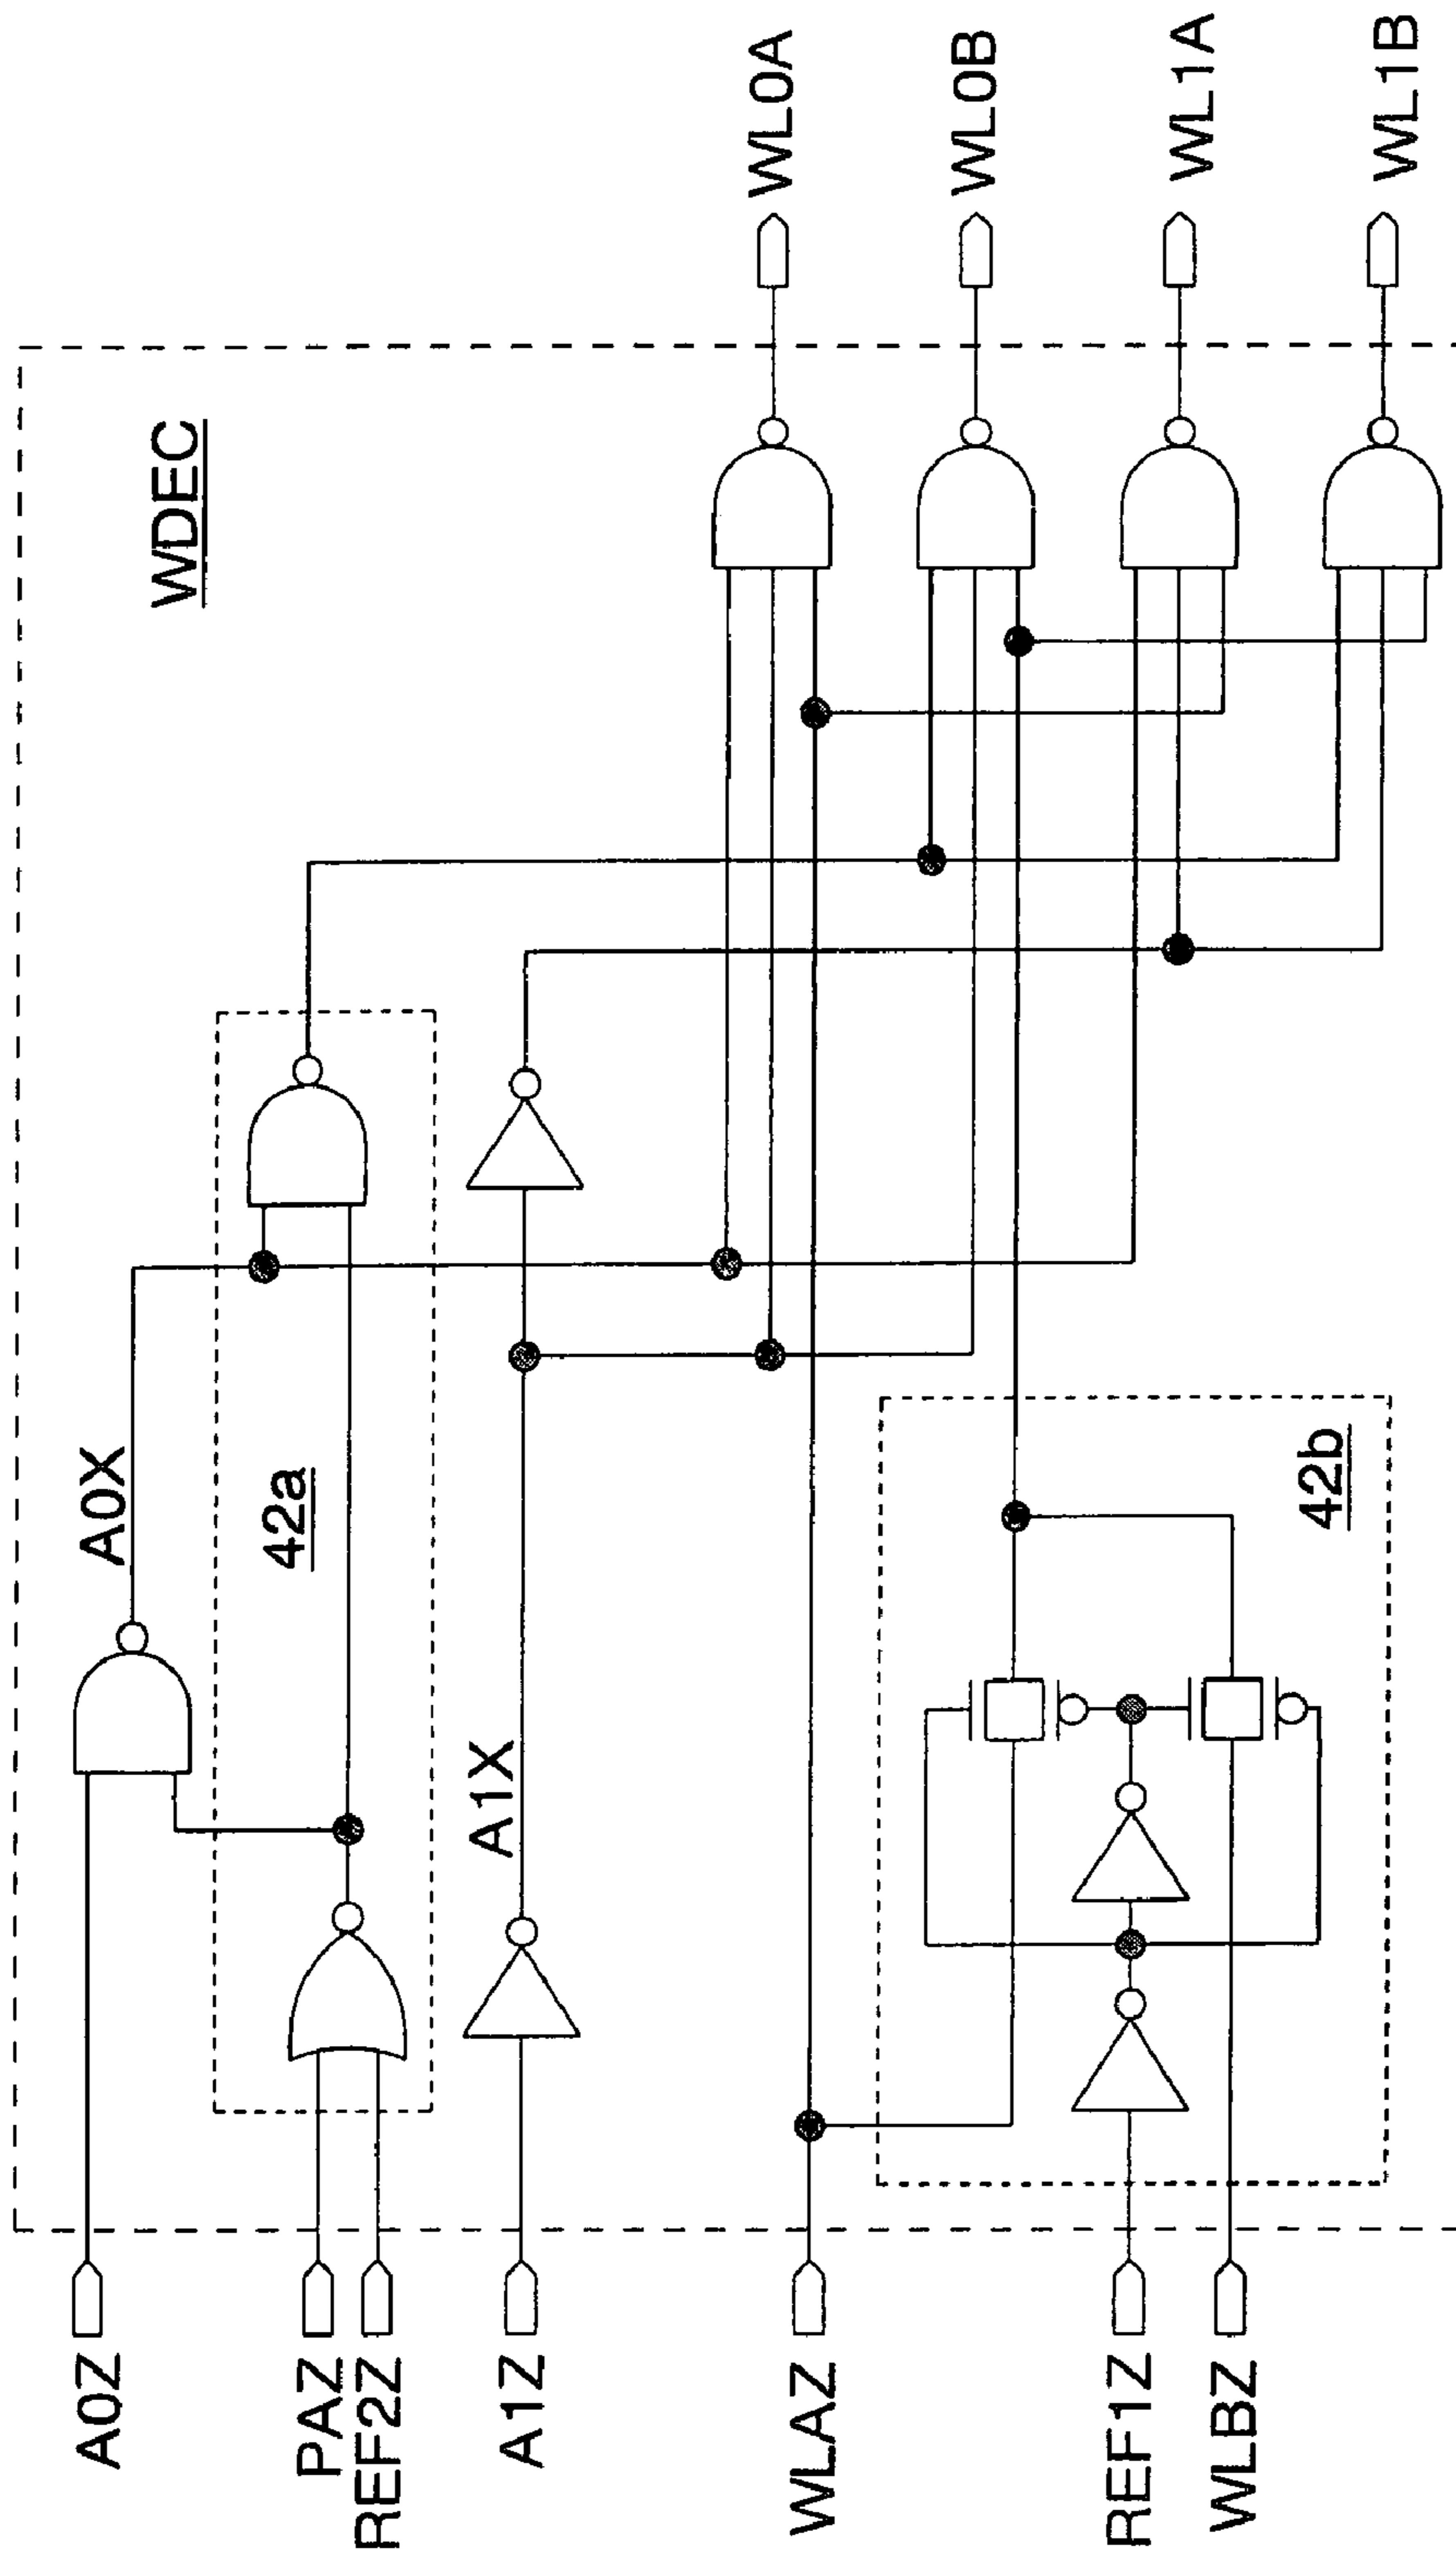 WDEC
A0Z
PAZ
REF2Z
A1Z
WLAZ
REF1Z
WLBZ
A0X
42a
A1X
42b
WL0A
WL0B
WL1A
WL1B